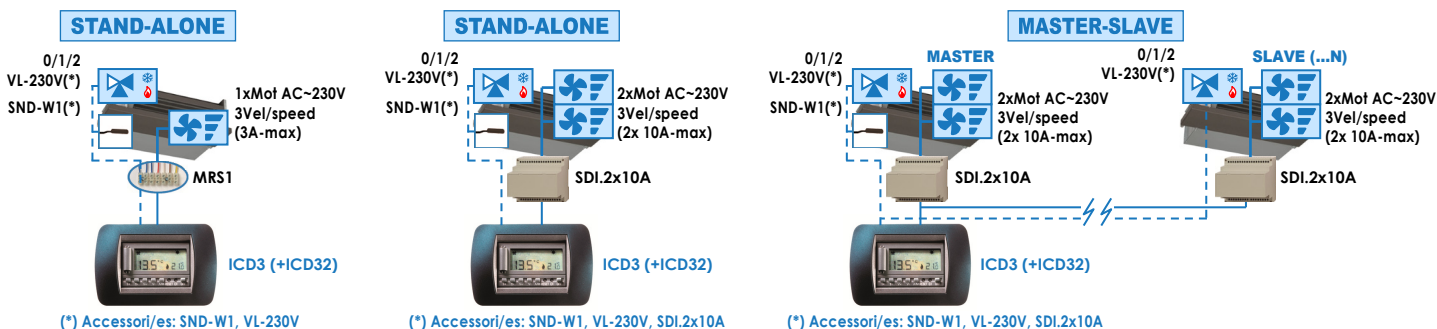 STAND-ALONE
0/1/2
VL-230V(*)
SND-W1(*)
1xMot AC~230V
3Vel/speed
(3A-max)
MRS1
13.5°C
21.5
ICD3 (+ICD32)
(*) Accessori/es: SND-W1, VL-230V
STAND-ALONE
0/1/2
VL-230V(*)
SND-W1(*)
2xMot AC~230V
3Vel/speed
(2x 10A-max)
SDI.2x10A
ICD3 (+ICD32)
(*) Accessori/es: SND-W1, VL-230V, SDI.2x10A
MASTER-SLAVE
0/1/2
VL-230V(*)
SND-W1(*)
MASTER
2xMot AC~230V
3Vel/speed
(2x 10A-max)
SDI.2x10A
0/1/2
VL-230V(*)
SLAVE (...N)
2xMot AC~230V
3Vel/speed
(2x 10A-max)
SDI.2x10A
ICD3 (+ICD32)
(*) Accessori/es: SND-W1, VL-230V, SDI.2x10A